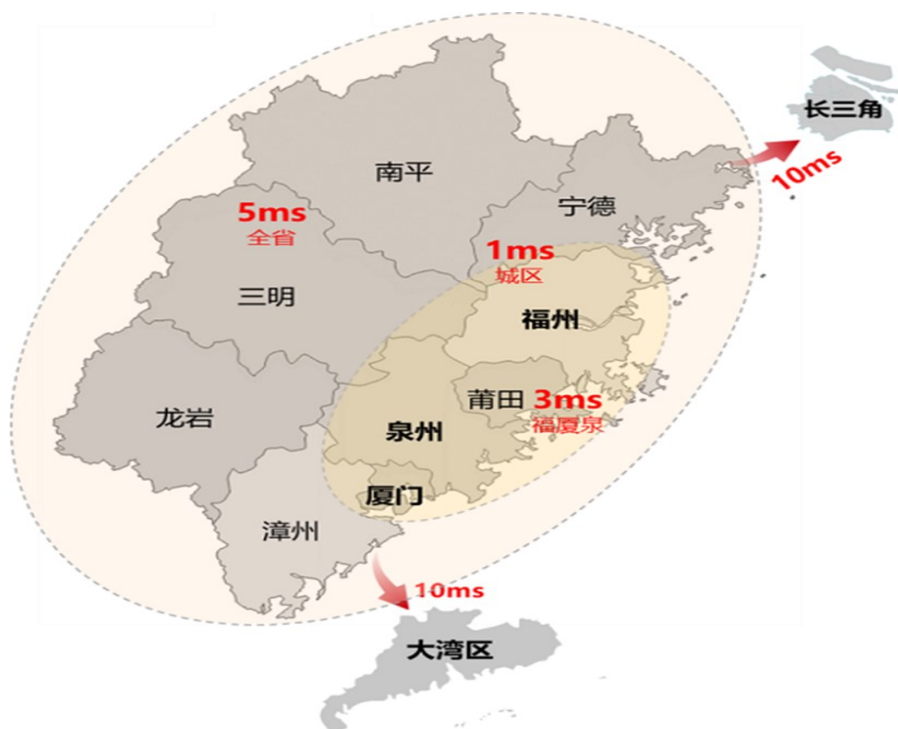 长三角
10ms
南平
宁德
5ms
全省
1ms
城区
三明
福州
莆田
3ms
福厦泉
龙岩
泉州
厦门
漳州
10ms
大湾区